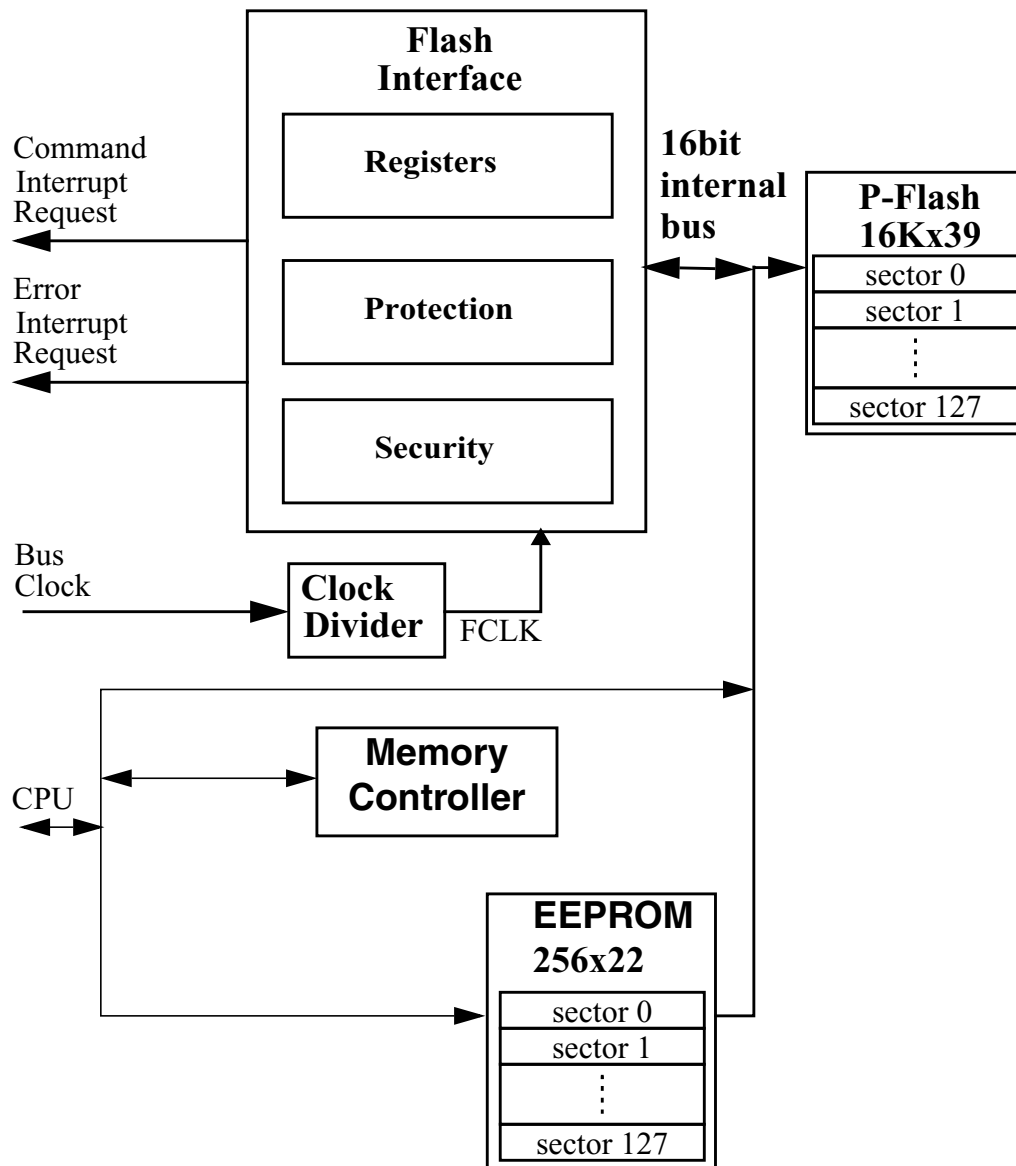 Flash
Interface
Registers
Protection
Security
Command
Interrupt
Request
Error
Interrupt
Request
16bit
internal
bus
P-Flash
16Kx39
sector 0
sector 1
sector 127
Bus
Clock
Clock
Divider
FCLK
Memory
Controller
CPU
EEPROM
256x22
sector 0
sector 1
sector 127